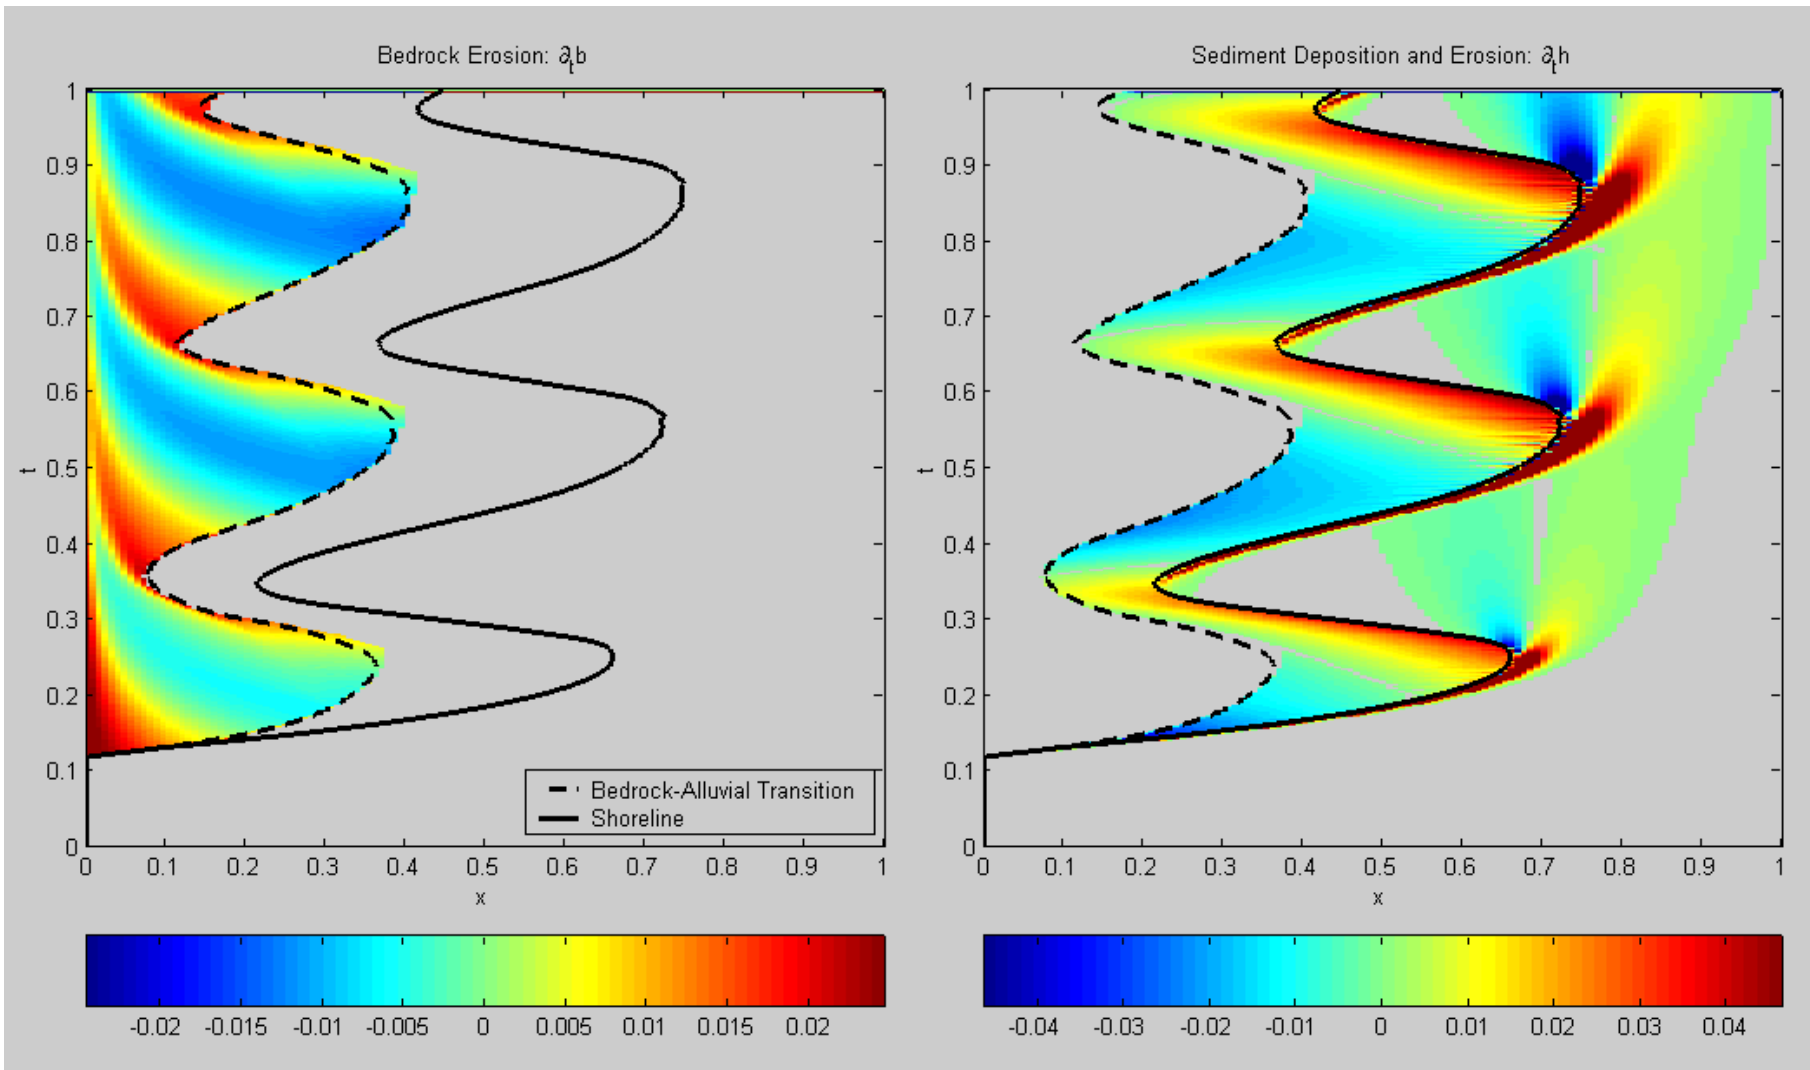 Bedrock Erosion: ∂tb
1
0.9
0.8
0.7
0.6
0.5
0.4
0.3
0.2
0.1
0
t
0 0.1 0.2 0.3 0.4 0.5 0.6 0.7 0.8 0.9 1
x
Bedrock-Alluvial Transition
Shoreline
-0.02 -0.015 -0.01 -0.005 0 0.005 0.01 0.015 0.02
Sediment Deposition and Erosion: ∂th
1
0.9
0.8
0.7
0.6
0.5
0.4
0.3
0.2
0.1
0
t
0 0.1 0.2 0.3 0.4 0.5 0.6 0.7 0.8 0.9 1
x
-0.04 -0.03 -0.02 -0.01 0 0.01 0.02 0.03 0.04